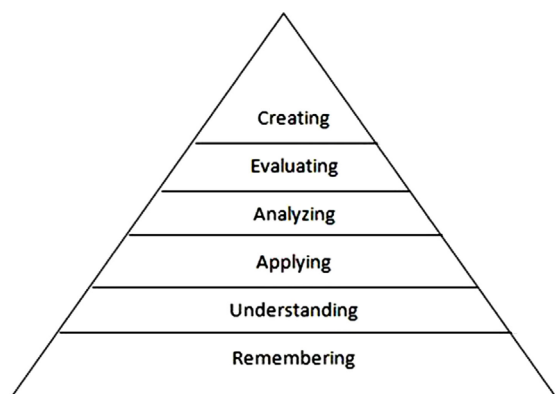 Creating
Evaluating
Analyzing
Applying
Understanding
Remembering